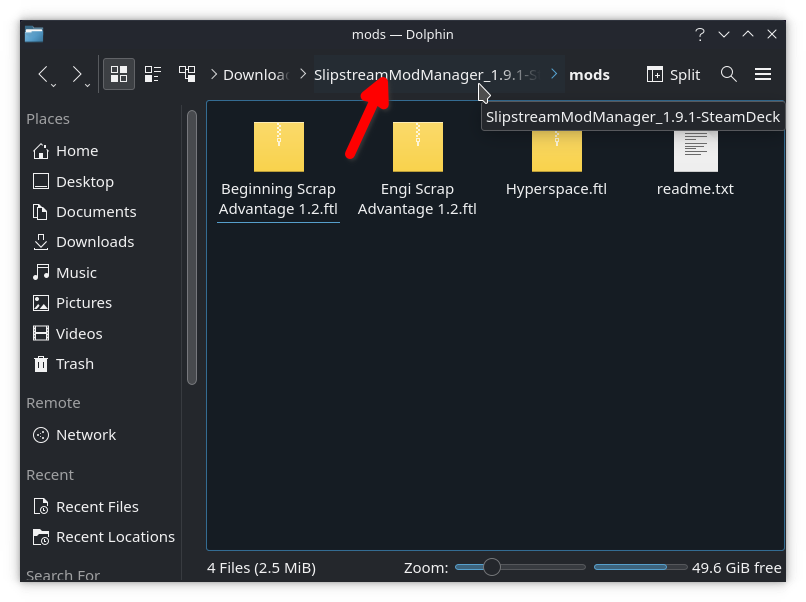 mods — Dolphin
Downloa
SlipstreamModManager_1.9.1-S
mods
Split
SlipstreamModManager_1.9.1-SteamDeck
Places
Home
Desktop
Documents
Downloads
Music
Pictures
Videos
Trash
Remote
Network
Recent
Recent Files
Recent Locations
Search For
Beginning Scrap
Advantage 1.2.ftl
Engi Scrap
Advantage 1.2.ftl
Hyperspace.ftl
readme.txt
4 Files (2.5 MiB)
Zoom:
49.6 GiB free